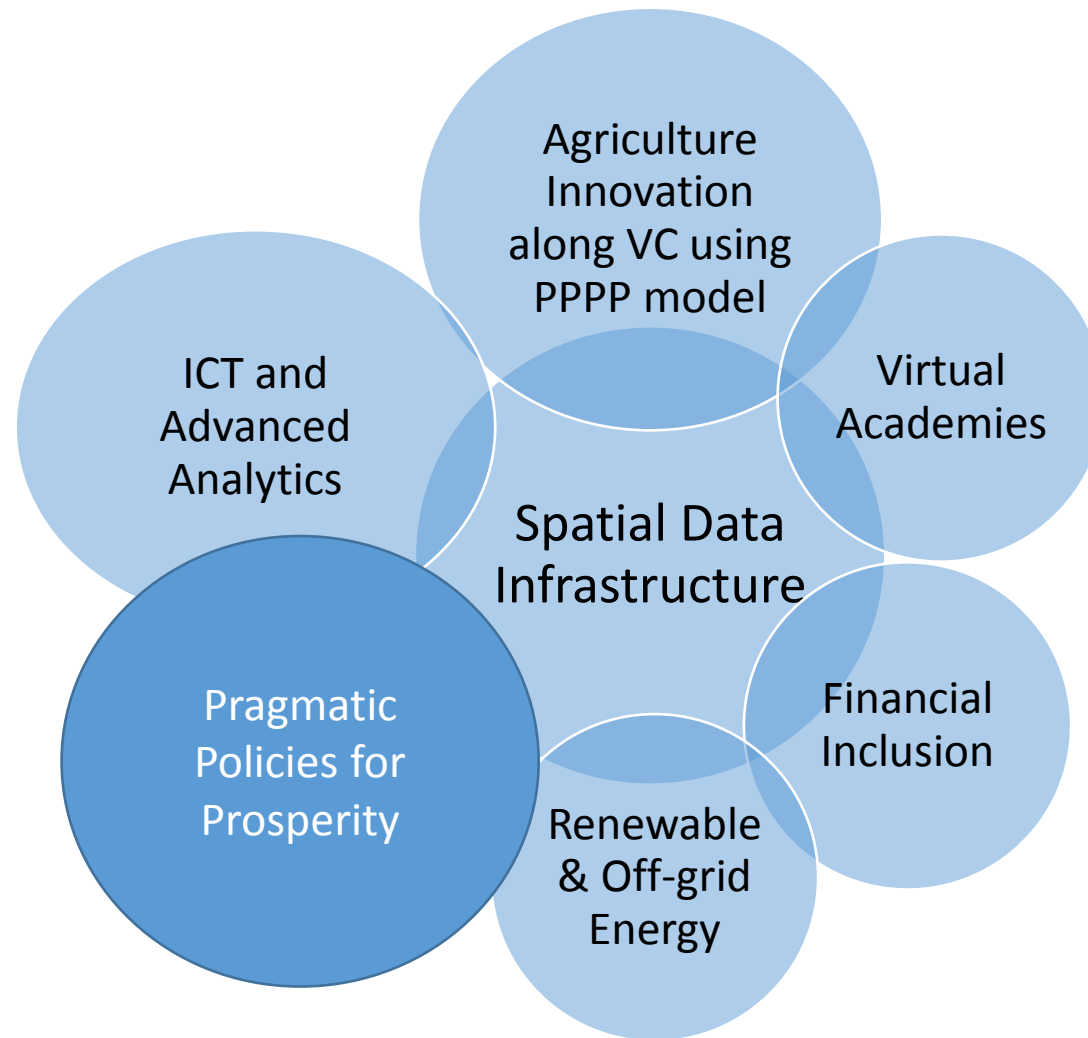 Agriculture
Innovation
along VC using
PPPP model
Virtual
Academies
ICT and
Advanced
Analytics
Spatial Data
Infrastructure
Financial
Inclusion
Pragmatic
Policies for
Prosperity
Renewable
& Off-grid
Energy